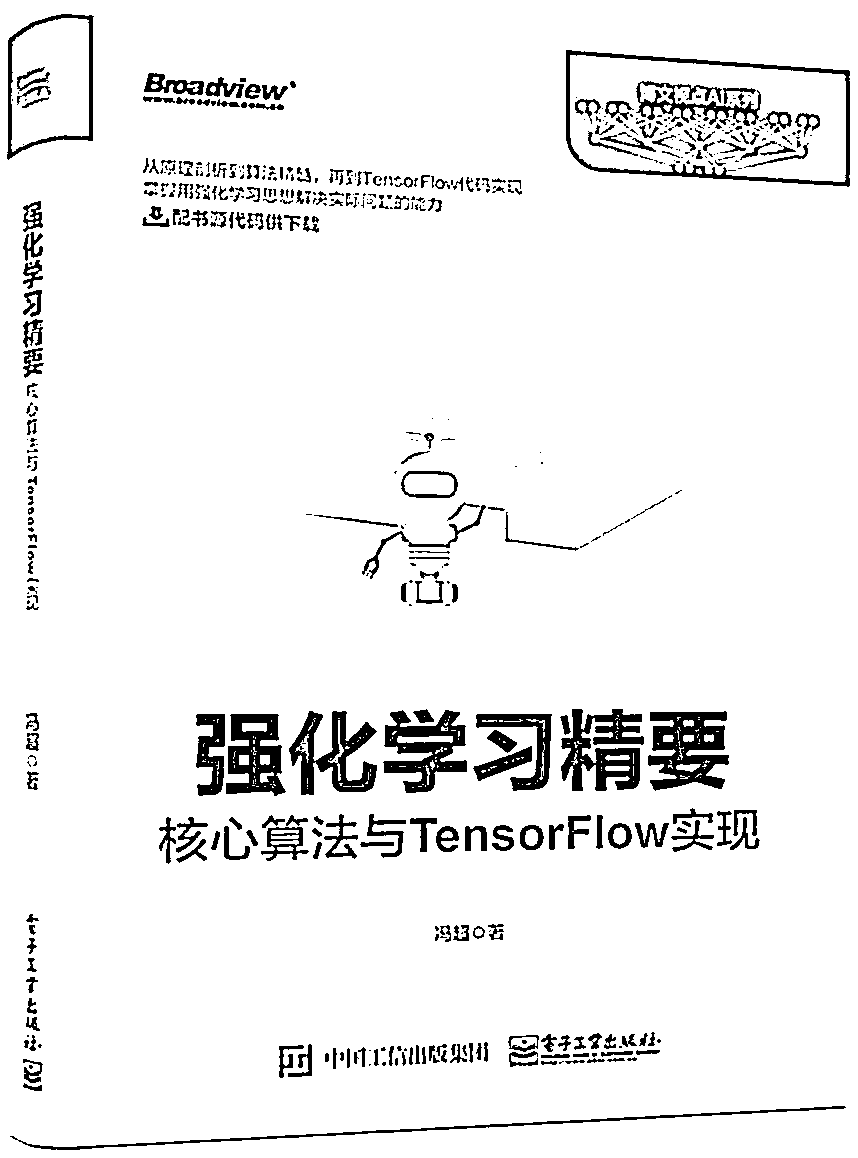 Broadview
www.broadview.com.cn
博文视点AI系列
从原理剖析到算法精髓，再到TensorFlow代码实现
掌握用强化学习思想解决实际问题的能力
配书源代码供下载
强化学习精要
核心算法与TensorFlow实现
冯超 著
中国工信出版集团
电子工业出版社
强化学习精要
核心算法与TensorFlow实现
冯超 著
电子工业出版社